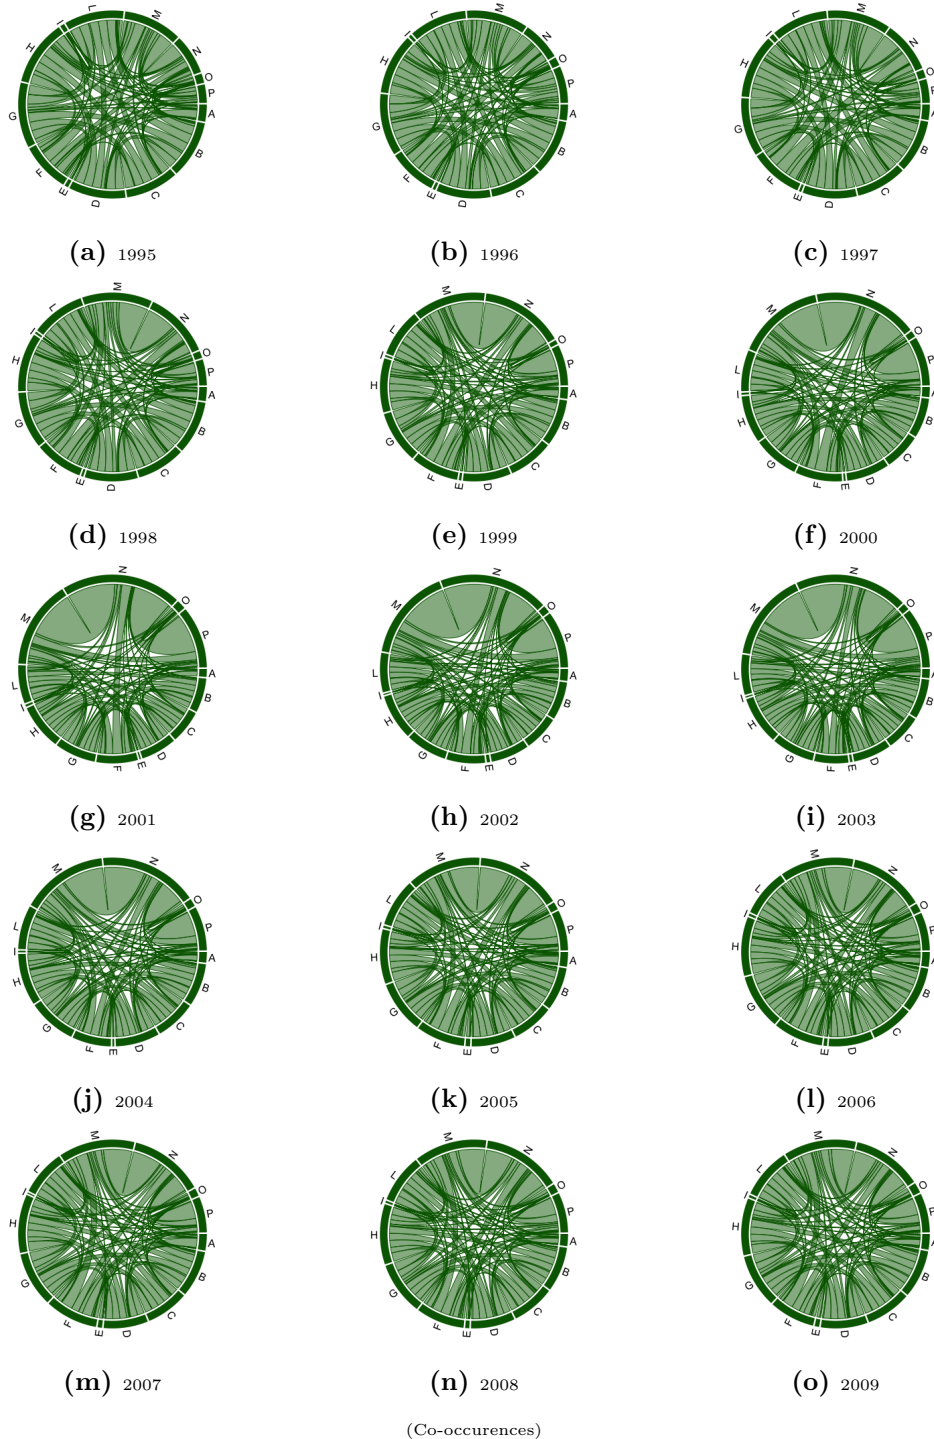 L M N O P A B C D E F G H I
L M N O P A B C D E F G H I
L M N O P A B C D E F G H I
(a) 1995
(b) 1996
(c) 1997
M N O P A B C D E F G H I L
M N O P A B C D E F G H I L
M N O P A B C D E F G H I L
(d) 1998
(e) 1999
(f) 2000
M N O P A B C D E F G H I L
M N O P A B C D E F G H I L
M N O P A B C D E F G H I L
(g) 2001
(h) 2002
(i) 2003
M N O P A B C D E F G H I L
M N O P A B C D E F G H I L
M N O P A B C D E F G H I L
(j) 2004
(k) 2005
(l) 2006
M N O P A B C D E F G H I L
M N O P A B C D E F G H I L
M N O P A B C D E F G H I L
(m) 2007
(n) 2008
(o) 2009
(Co-occurences)